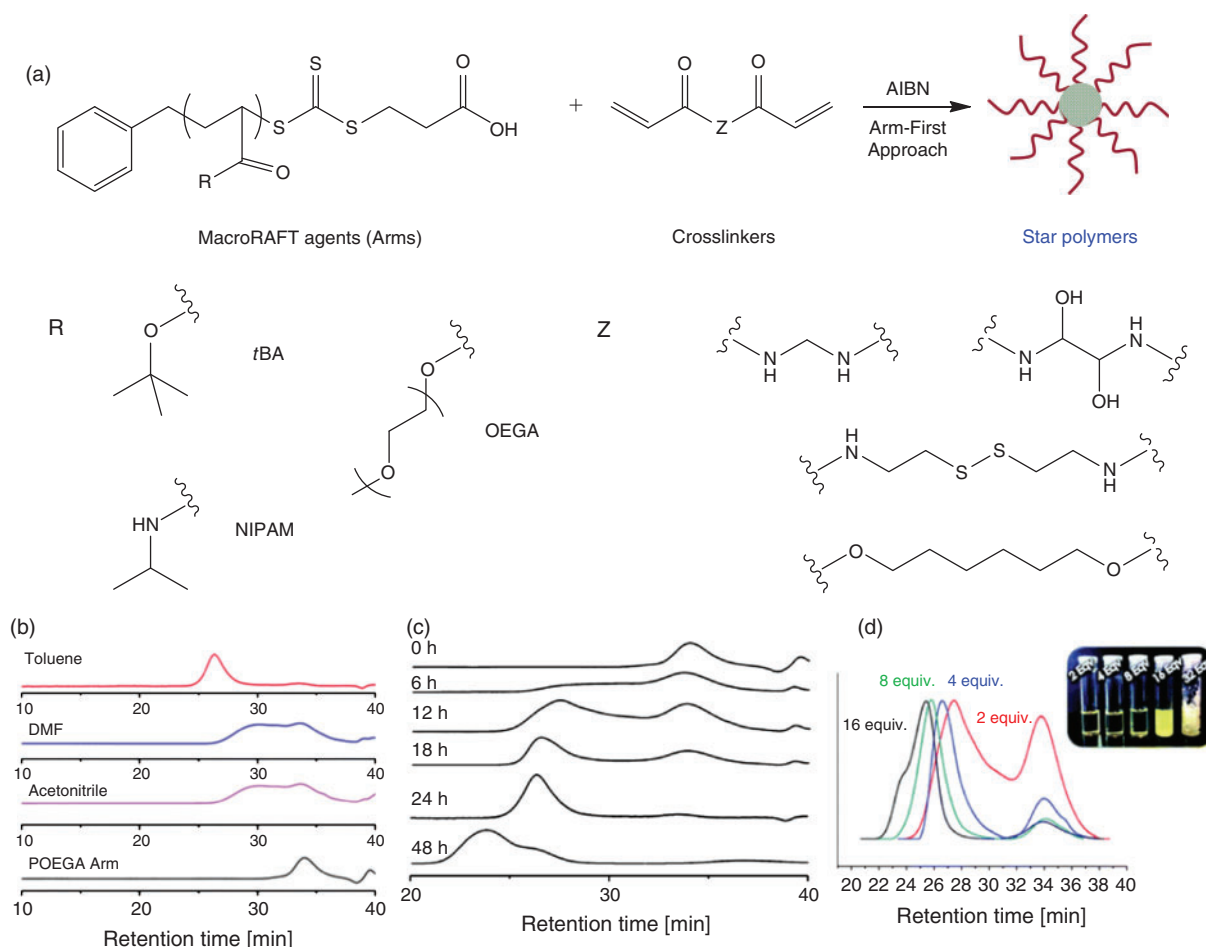 (a)
S
O
S
S
OH
R
O
+
O
O
Z
AIBN
Arm-First
Approach
MacroRAFT agents (Arms)
Crosslinkers
Star polymers
R
O
tBA
O
O
OEGA
HN
NIPAM
Z
N
H
N
H
OH
H
N
N
H
OH
H
N
S
S
N
H
O
O
(b)
Toluene
10 20 30 40
DMF
10 20 30 40
Acetonitrile
10 20 30 40
POEGA Arm
10 20 30 40
Retention time [min]
(c)
0 h
6 h
12 h
18 h
24 h
48 h
20 30 40
Retention time [min]
(d)
8 equiv.
4 equiv.
16 equiv.
2 equiv.
20 22 24 26 28 30 32 34 36 38 40
Retention time [min]